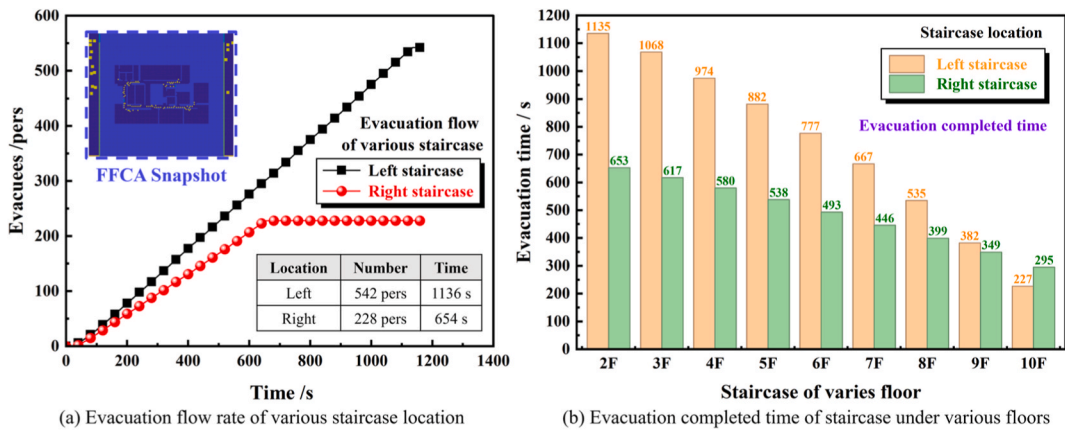 600
500
400
300
200
100
0
Evacuees /pers
FFCA Snapshot
Evacuation flow
of various staircase
Left staircase
Right staircase
Location Number Time
Left 542 pers 1136 s
Right 228 pers 654 s
0 200 400 600 800 1000 1200 1400
Time /s
(a) Evacuation flow rate of various staircase location
1200
1100
1000
900
800
700
600
500
400
300
200
100
0
Evacuation time / s
Staircase location
Left staircase
Right staircase
Evacuation completed time
1135
1068
974
882
777
667
535
382
227
653
617
580
538
493
446
399
349
295
2F 3F 4F 5F 6F 7F 8F 9F 10F
Staircase of varies floor
(b) Evacuation completed time of staircase under various floors